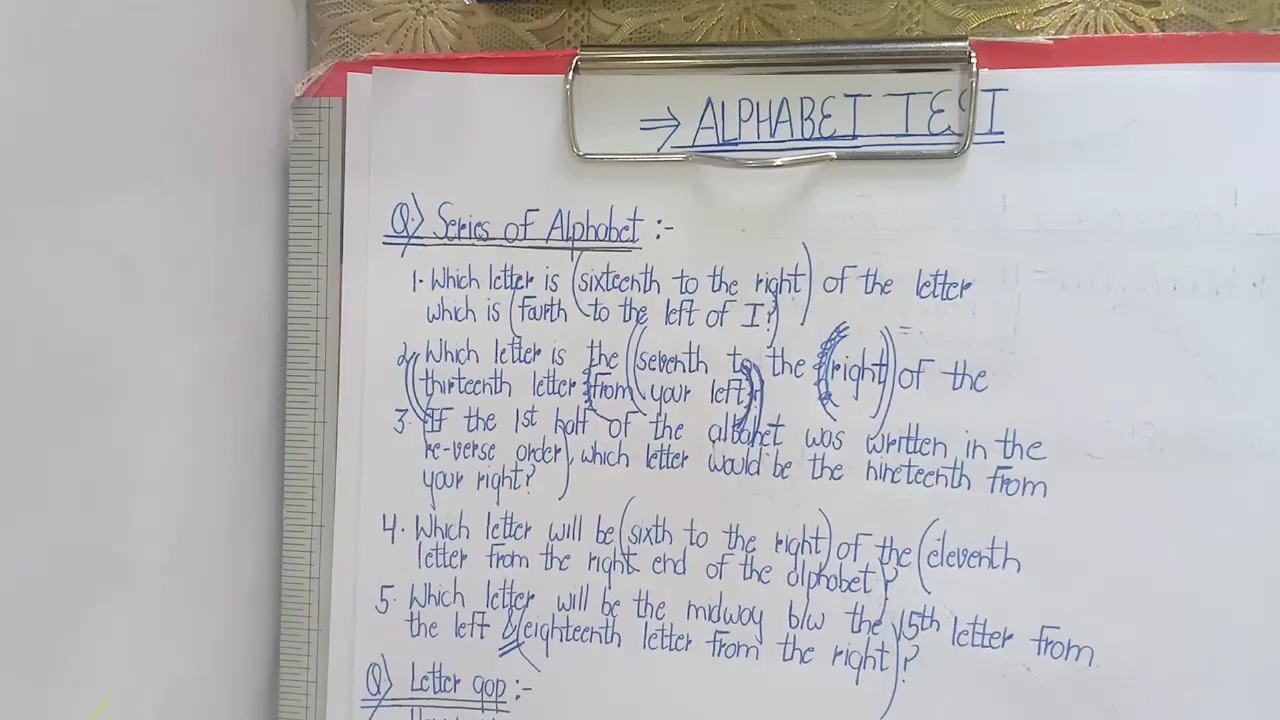 ⇒ ALPHABET TEST
Q⟩ Series of Alphabet :-
1. Which letter is (sixteenth to the right) of the letter
which is (fourth to the left of I?)
2. Which letter is the (seventh to the (right)) of the
(thirteenth letter from your left)?
3. If the 1st half of the alphabet was written in the
re-verse order), which letter would be the nineteenth from
your right?
4. Which letter will be (sixth to the right) of the (eleventh
letter from the right end of the alphabet)?
5. Which letter will be the midway b/w the 15th letter from
the left & (eighteenth letter from the right)?
Q⟩ Letter gap :-